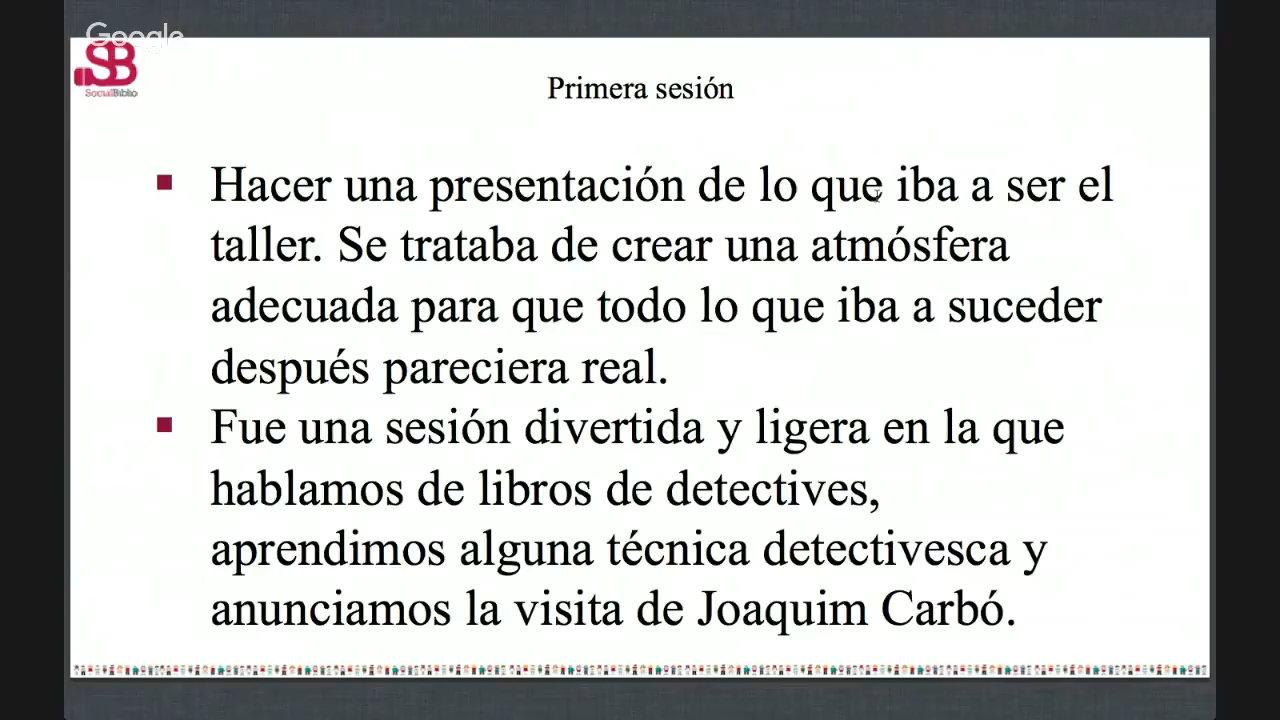 Google
SB
SocialBiblio
Primera sesión
Hacer una presentación de lo que iba a ser el
taller. Se trataba de crear una atmósfera
adecuada para que todo lo que iba a suceder
después pareciera real.
Fue una sesión divertida y ligera en la que
hablamos de libros de detectives,
aprendimos alguna técnica detectivesca y
anunciamos la visita de Joaquim Carbó.